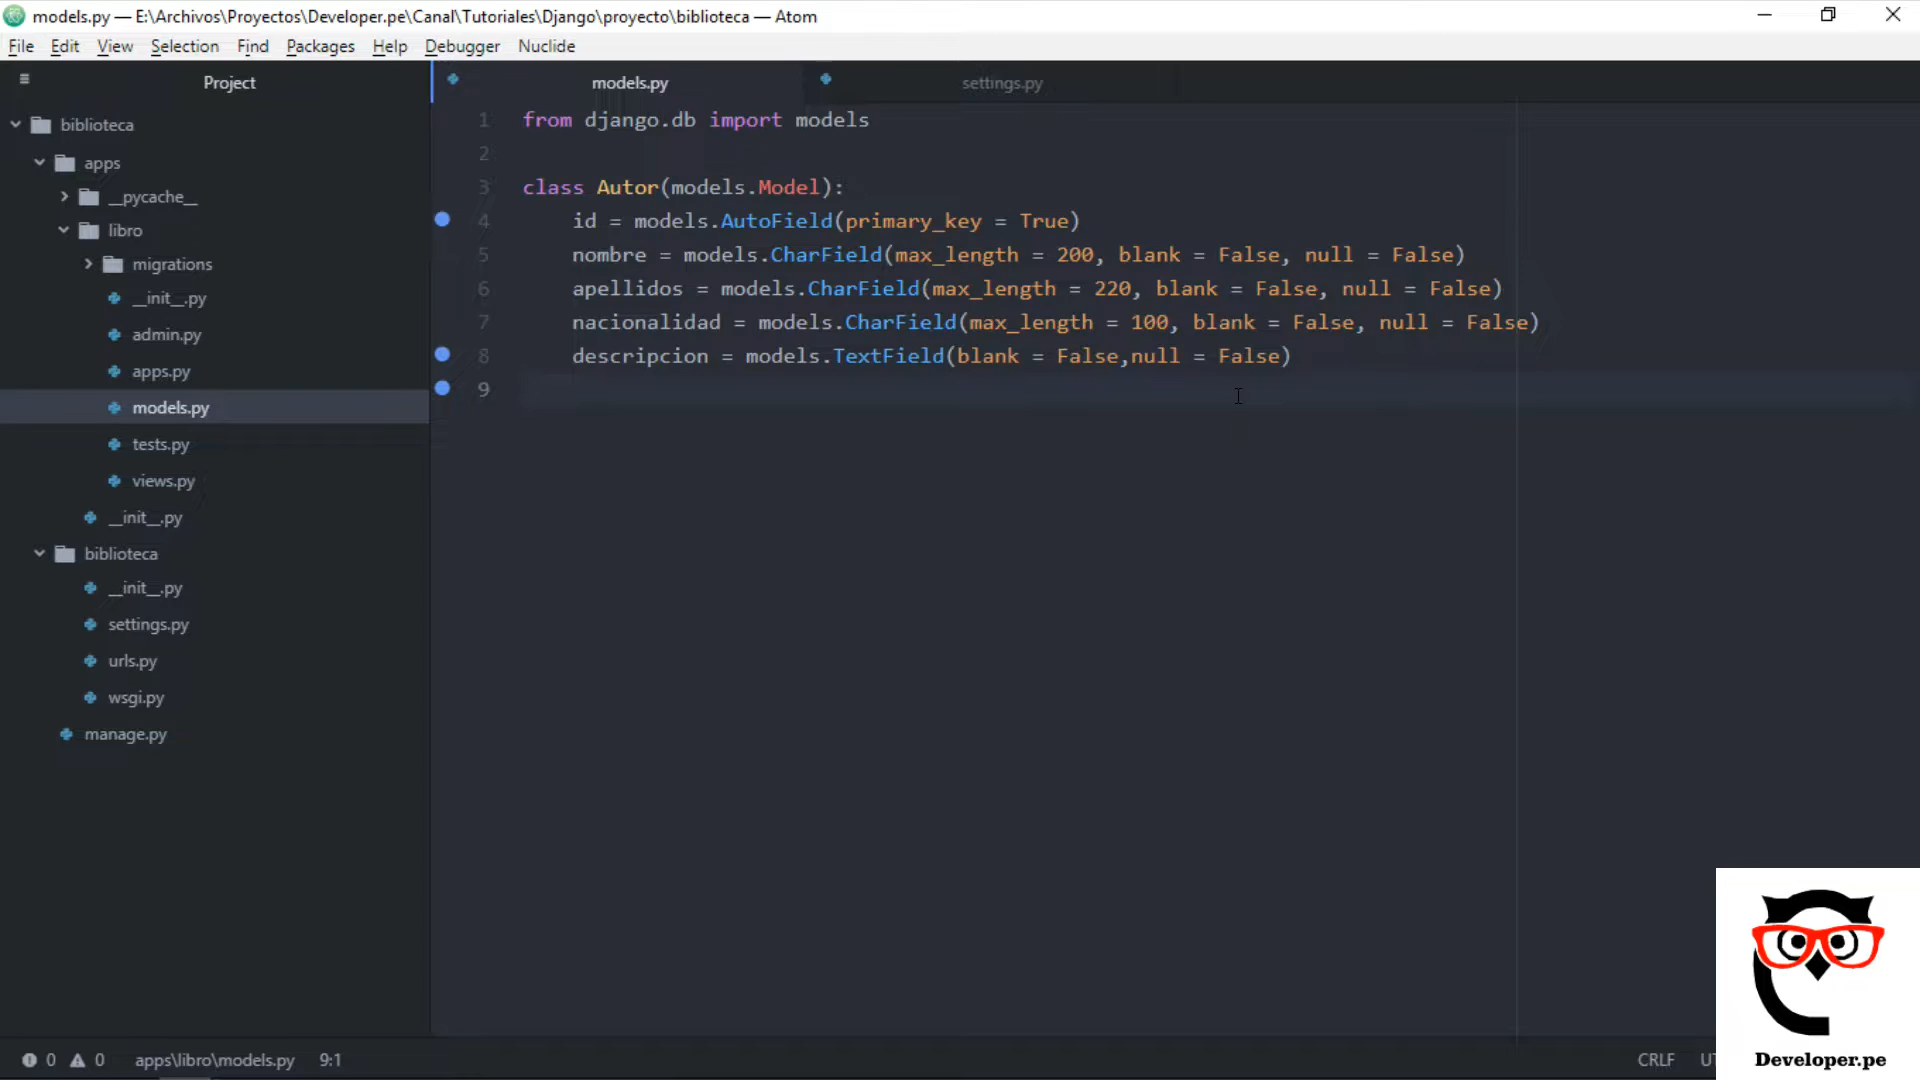 models.py — E:\Archivos\Proyectos\Developer.pe\Canal\Tutoriales\Django\proyecto\biblioteca — Atom
File Edit View Selection Find Packages Help Debugger Nuclide
Project
models.py
settings.py
biblioteca
apps
__pycache__
libro
migrations
__init__.py
admin.py
apps.py
models.py
tests.py
views.py
__init__.py
biblioteca
__init__.py
settings.py
urls.py
wsgi.py
manage.py
1 from django.db import models
2
3 class Autor(models.Model):
4 id = models.AutoField(primary_key = True)
5 nombre = models.CharField(max_length = 200, blank = False, null = False)
6 apellidos = models.CharField(max_length = 220, blank = False, null = False)
7 nacionalidad = models.CharField(max_length = 100, blank = False, null = False)
8 descripcion = models.TextField(blank = False,null = False)
9
0 0 apps\libro\models.py 9:1
CRLF
Developer.pe